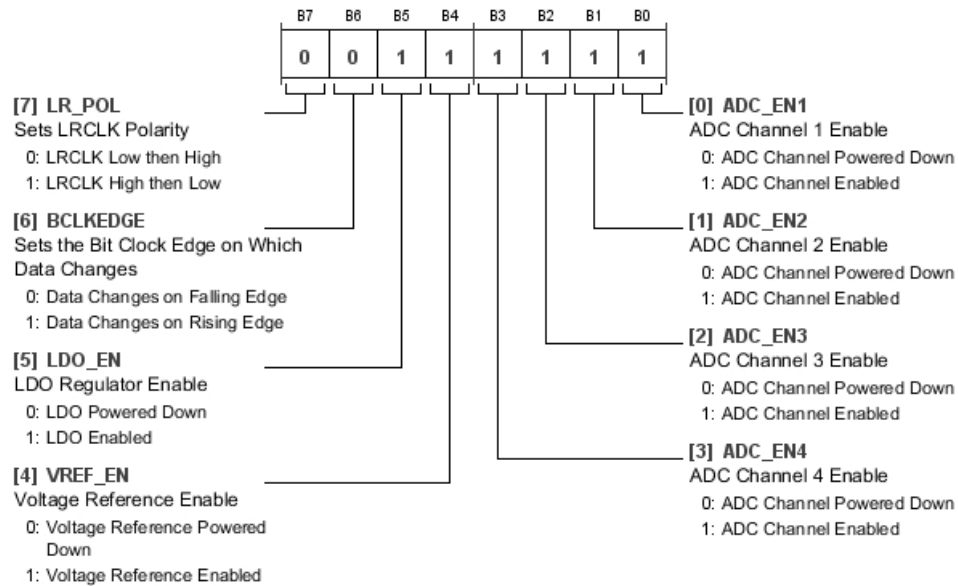 B7 B6 B5 B4 B3 B2 B1 B0
0 0 1 1 1 1 1 1
[7] LR_POL
Sets LRCLK Polarity
0: LRCLK Low then High
1: LRCLK High then Low
[6] BCLKEDGE
Sets the Bit Clock Edge on Which
Data Changes
0: Data Changes on Falling Edge
1: Data Changes on Rising Edge
[5] LDO_EN
LDO Regulator Enable
0: LDO Powered Down
1: LDO Enabled
[4] VREF_EN
Voltage Reference Enable
0: Voltage Reference Powered
Down
1: Voltage Reference Enabled
[0] ADC_EN1
ADC Channel 1 Enable
0: ADC Channel Powered Down
1: ADC Channel Enabled
[1] ADC_EN2
ADC Channel 2 Enable
0: ADC Channel Powered Down
1: ADC Channel Enabled
[2] ADC_EN3
ADC Channel 3 Enable
0: ADC Channel Powered Down
1: ADC Channel Enabled
[3] ADC_EN4
ADC Channel 4 Enable
0: ADC Channel Powered Down
1: ADC Channel Enabled